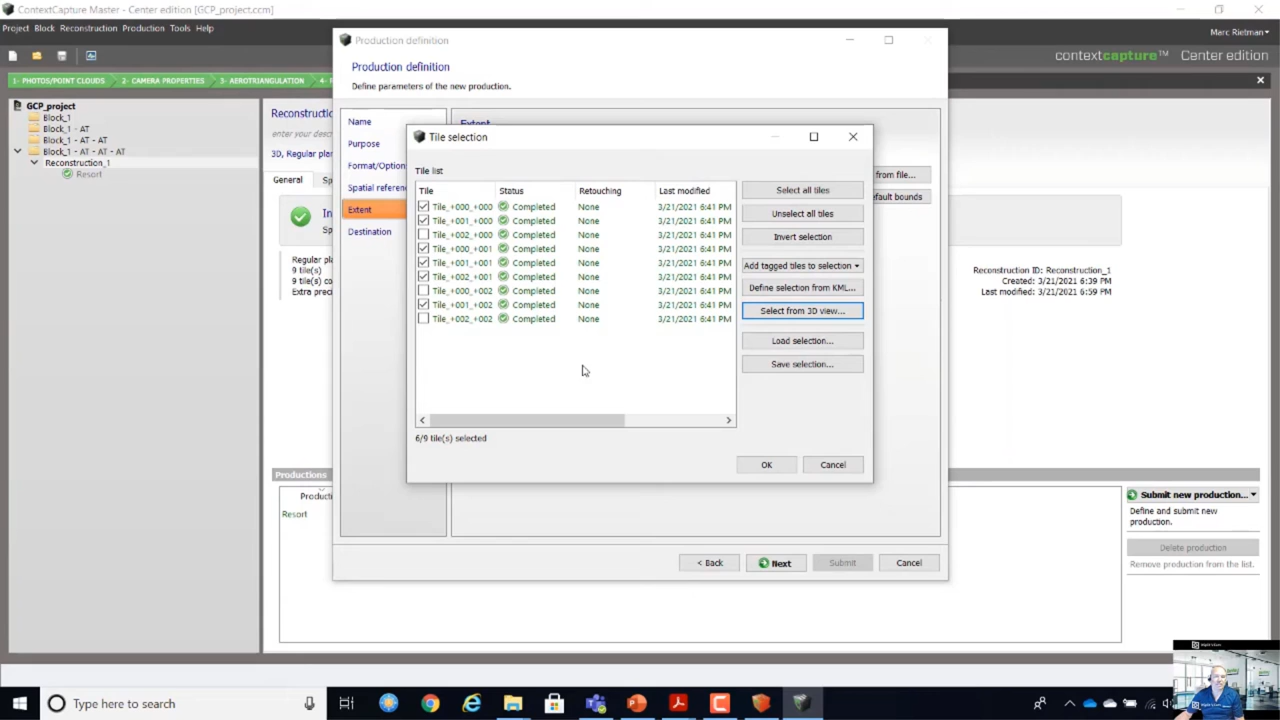 ContextCapture Master - Center edition [GCP_project.ccm]
Project Block Reconstruction Production Tools Help
Marc Rietman
contextcapture™ Center edition
1- PHOTOS/POINT CLOUDS 2- CAMERA PROPERTIES 3- AEROTRIANGULATION
GCP_project
Block_1
Block_1 - AT
Block_1 - AT - AT
Block_1 - AT - AT - AT
Reconstruction_1
Resort
Reconstructio
enter your descr
3D, Regular plan
General Sp
In
Sp
Regular pl
9 tile(s)
9 tile(s) co
Extra preci
Reconstruction ID: Reconstruction_1
Created: 3/21/2021 6:39 PM
Last modified: 3/21/2021 6:59 PM
Productions
Producti
Resort
Submit new production...
Define and submit new
production.
Delete production
Remove production from the list.
Production definition
Production definition
Define parameters of the new production.
Name
Purpose
Format/Option
Spatial referen
Extent
Destination
Extent
from file...
efault bounds
< Back Next Submit Cancel
Tile selection
Tile list
Tile Status Retouching Last modified
Tile_+000_+000 Completed None 3/21/2021 6:41 PM
Tile_+001_+000 Completed None 3/21/2021 6:41 PM
Tile_+002_+000 Completed None 3/21/2021 6:41 PM
Tile_+000_+001 Completed None 3/21/2021 6:41 PM
Tile_+001_+001 Completed None 3/21/2021 6:41 PM
Tile_+002_+001 Completed None 3/21/2021 6:41 PM
Tile_+000_+002 Completed None 3/21/2021 6:41 PM
Tile_+001_+002 Completed None 3/21/2021 6:41 PM
Tile_+002_+002 Completed None 3/21/2021 6:41 PM
6/9 tile(s) selected
Select all tiles
Unselect all tiles
Invert selection
Add tagged tiles to selection
Define selection from KML...
Select from 3D view...
Load selection...
Save selection...
OK Cancel
Type here to search